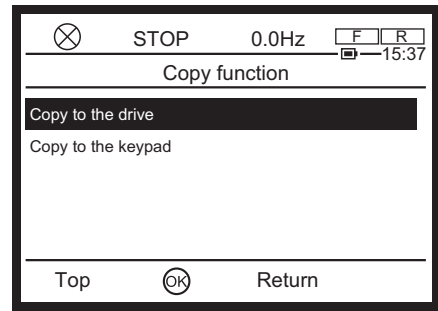 STOP 0.0Hz F R
15:37
Copy function
Copy to the drive
Copy to the keypad
Top OK Return